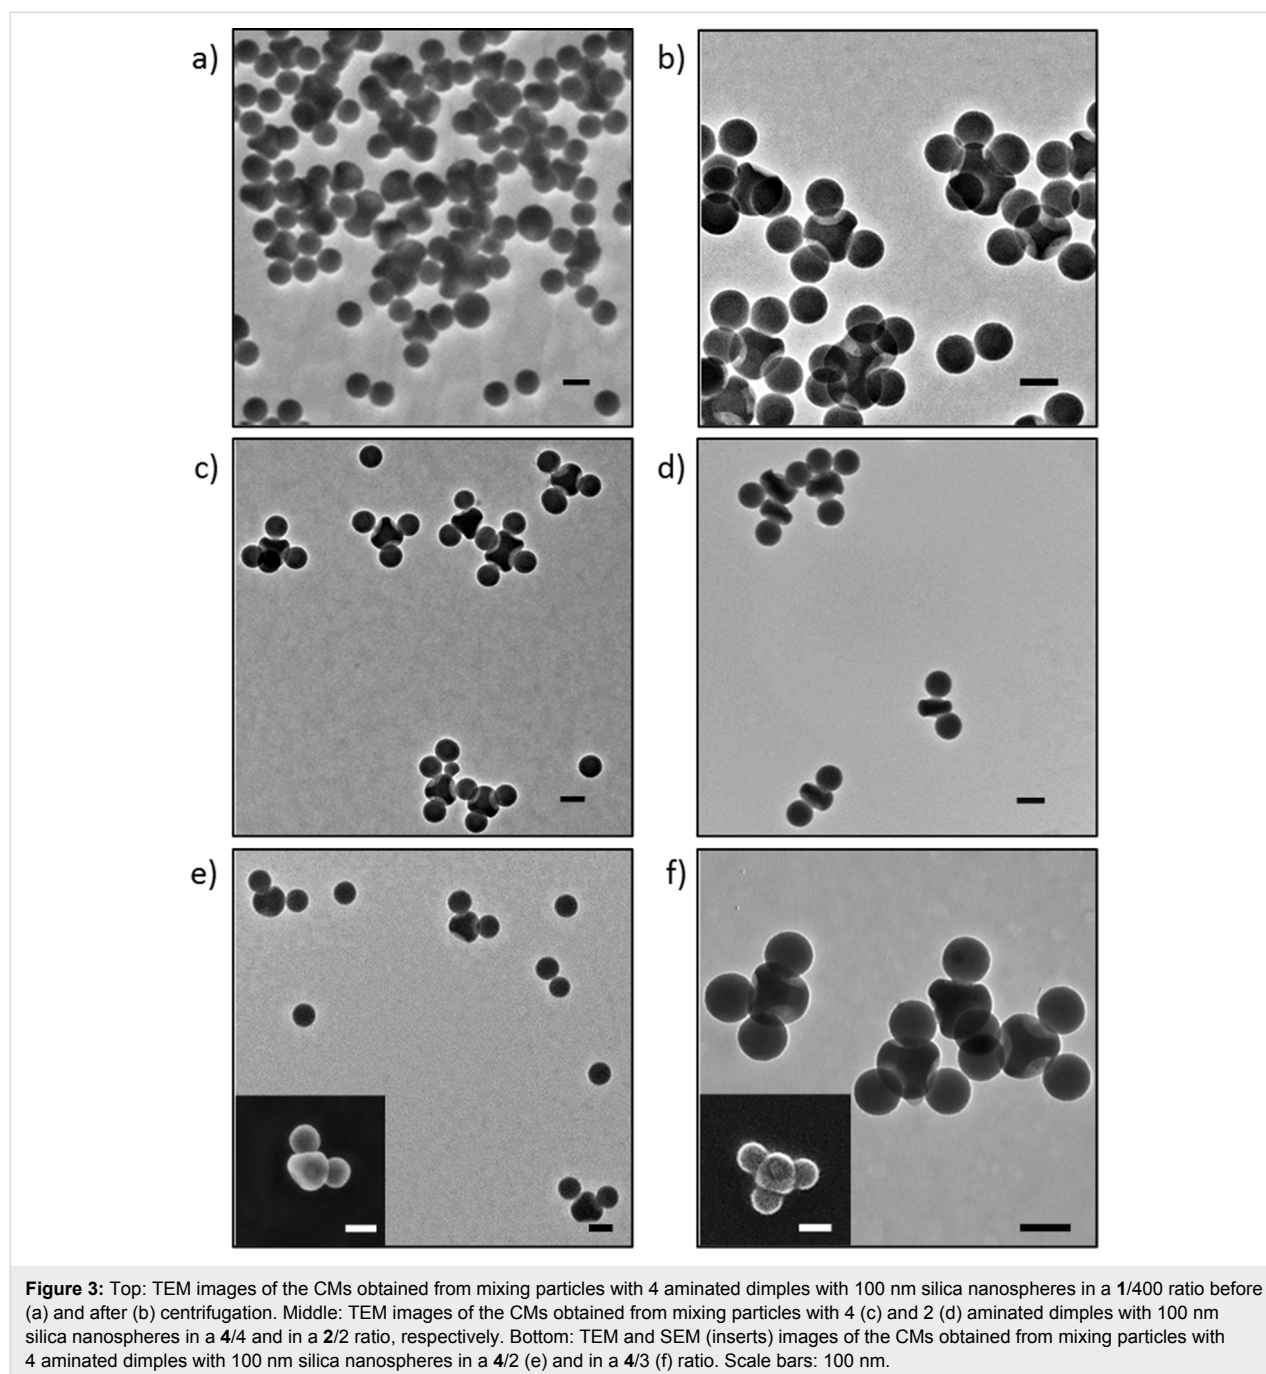 a)
b)
c)
d)
e)
f)
Figure 3: Top: TEM images of the CMs obtained from mixing particles with 4 aminated dimples with 100 nm silica nanospheres in a 1/400 ratio before
(a) and after (b) centrifugation. Middle: TEM images of the CMs obtained from mixing particles with 4 (c) and 2 (d) aminated dimples with 100 nm
silica nanospheres in a 4/4 and in a 2/2 ratio, respectively. Bottom: TEM and SEM (inserts) images of the CMs obtained from mixing particles with
4 aminated dimples with 100 nm silica nanospheres in a 4/2 (e) and in a 4/3 (f) ratio. Scale bars: 100 nm.